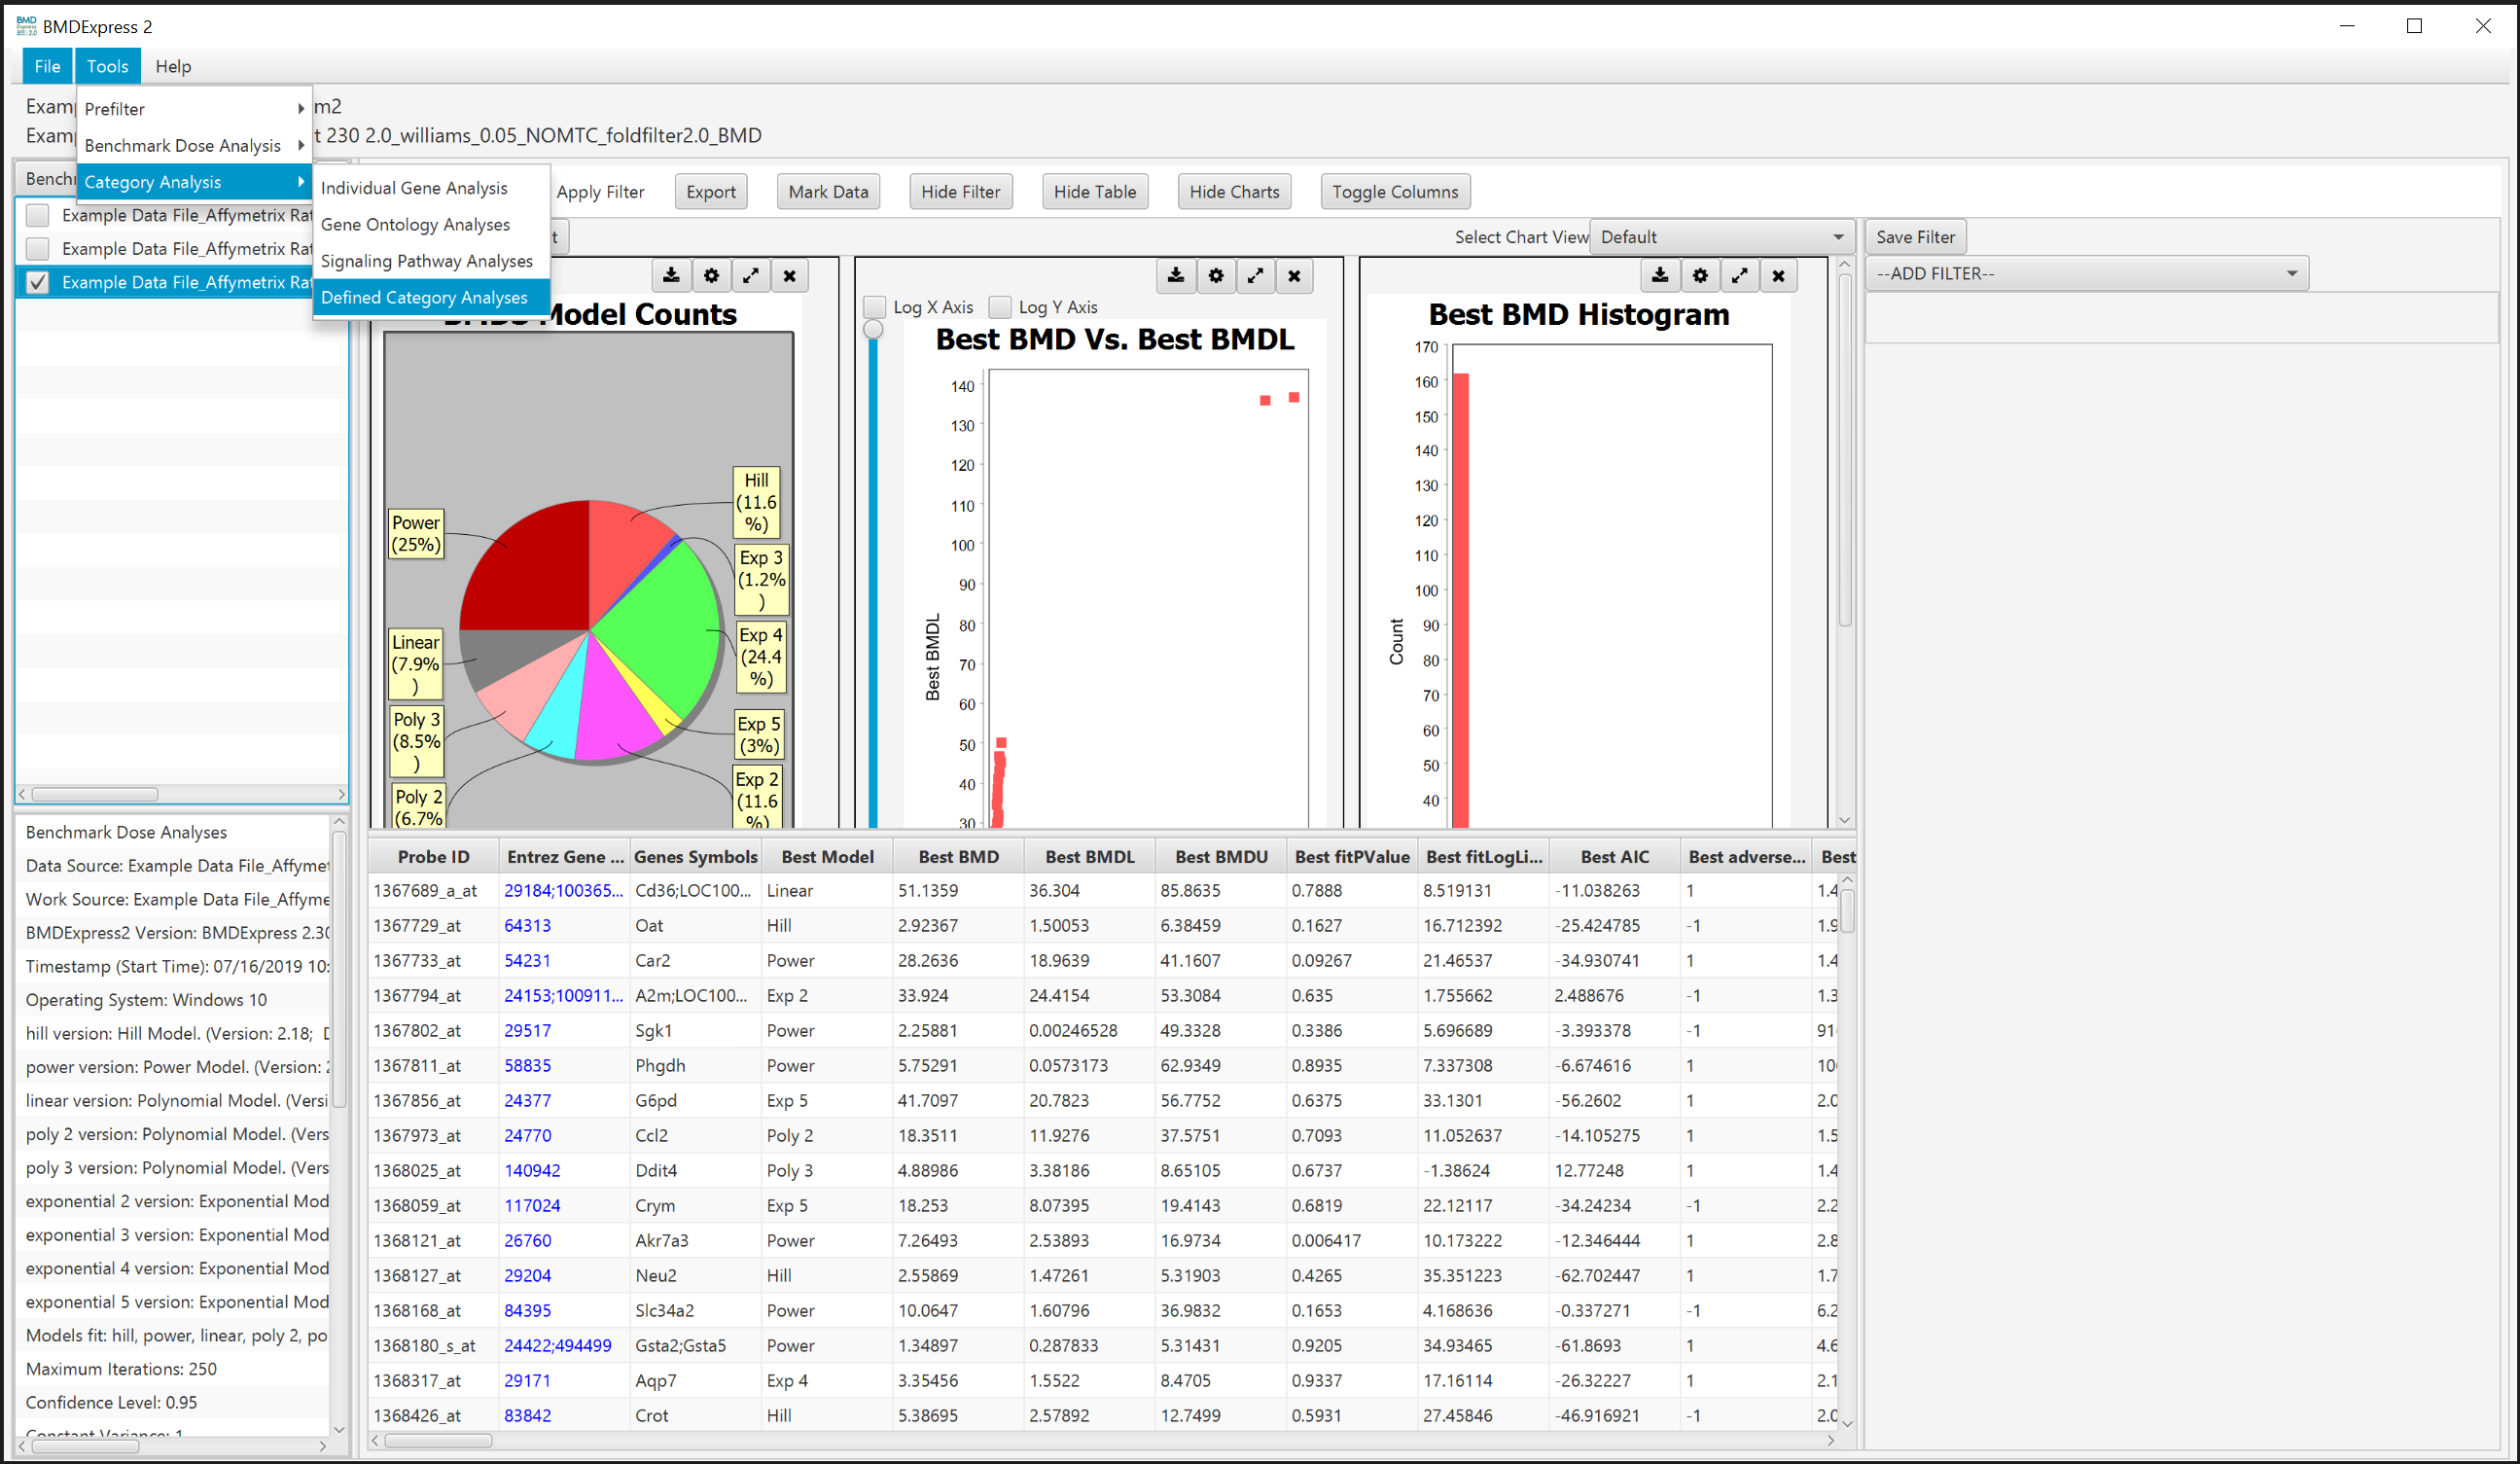 BMDExpress 2
File Tools Help
Prefilter
Benchmark Dose Analysis
Category Analysis
Individual Gene Analysis
Gene Ontology Analyses
Signaling Pathway Analyses
Defined Category Analyses
m2
t 230 2.0_williams_0.05_NOMTC_foldfilter2.0_BMD
Example Data File_Affymetrix Rat
Example Data File_Affymetrix Rat
Example Data File_Affymetrix Rat
Apply Filter Export Mark Data Hide Filter Hide Table Hide Charts Toggle Columns
Select Chart View Default
Save Filter
--ADD FILTER--
Model Counts
Power
(25%)
Linear
(7.9%
)
Poly 3
(8.5%
)
Poly 2
(6.7%
Hill
(11.6
%)
Exp 3
(1.2%
)
Exp 4
(24.4
%)
Exp 5
(3%)
Exp 2
(11.6
%)
Log X Axis Log Y Axis
Best BMD Vs. Best BMDL
140
130
120
110
100
90
80
70
60
50
40
30
Best BMDL
Best BMD Histogram
170
160
150
140
130
120
110
100
90
80
70
60
50
40
Count
Benchmark Dose Analyses
Data Source: Example Data File_Affymet
Work Source: Example Data File_Affyme
BMDExpress2 Version: BMDExpress 2.30
Timestamp (Start Time): 07/16/2019 10:
Operating System: Windows 10
hill version: Hill Model. (Version: 2.18;
power version: Power Model. (Version:
linear version: Polynomial Model. (Versi
poly 2 version: Polynomial Model. (Vers
poly 3 version: Polynomial Model. (Vers
exponential 2 version: Exponential Mod
exponential 3 version: Exponential Mod
exponential 4 version: Exponential Mod
exponential 5 version: Exponential Mod
Models fit: hill, power, linear, poly 2, po
Maximum Iterations: 250
Confidence Level: 0.95
Constant Variance: 1
Probe ID Entrez Gene ... Genes Symbols Best Model Best BMD Best BMDL Best BMDU Best fitPValue Best fitLogLi... Best AIC Best adverse... Best
1367689_a_at 29184;100365... Cd36;LOC100... Linear 51.1359 36.304 85.8635 0.7888 8.519131 -11.038263 1 1.4
1367729_at 64313 Oat Hill 2.92367 1.50053 6.38459 0.1627 16.712392 -25.424785 -1 1.9
1367733_at 54231 Car2 Power 28.2636 18.9639 41.1607 0.09267 21.46537 -34.930741 1 1.4
1367794_at 24153;100911... A2m;LOC100... Exp 2 33.924 24.4154 53.3084 0.635 1.755662 2.488676 -1 1.3
1367802_at 29517 Sgk1 Power 2.25881 0.00246528 49.3328 0.3386 5.696689 -3.393378 -1 91
1367811_at 58835 Phgdh Power 5.75291 0.0573173 62.9349 0.8935 7.337308 -6.674616 1 10
1367856_at 24377 G6pd Exp 5 41.7097 20.7823 56.7752 0.6375 33.1301 -56.2602 1 2.0
1367973_at 24770 Ccl2 Poly 2 18.3511 11.9276 37.5751 0.7093 11.052637 -14.105275 1 1.5
1368025_at 140942 Ddit4 Poly 3 4.88986 3.38186 8.65105 0.6737 -1.38624 12.77248 1 1.4
1368059_at 117024 Crym Exp 5 18.253 8.07395 19.4143 0.6819 22.12117 -34.24234 -1 2.2
1368121_at 26760 Akr7a3 Power 7.26493 2.53893 16.9734 0.006417 10.173222 -12.346444 1 2.8
1368127_at 29204 Neu2 Hill 2.55869 1.47261 5.31903 0.4265 35.351223 -62.702447 1 1.7
1368168_at 84395 Slc34a2 Power 10.0647 1.60796 36.9832 0.1653 4.168636 -0.337271 -1 6.2
1368180_s_at 24422;494499 Gsta2;Gsta5 Power 1.34897 0.287833 5.31431 0.9205 34.93465 -61.8693 1 4.6
1368317_at 29171 Aqp7 Exp 4 3.35456 1.5522 8.4705 0.9337 17.16114 -26.32227 1 2.1
1368426_at 83842 Crot Hill 5.38695 2.57892 12.7499 0.5931 27.45846 -46.916921 -1 2.0